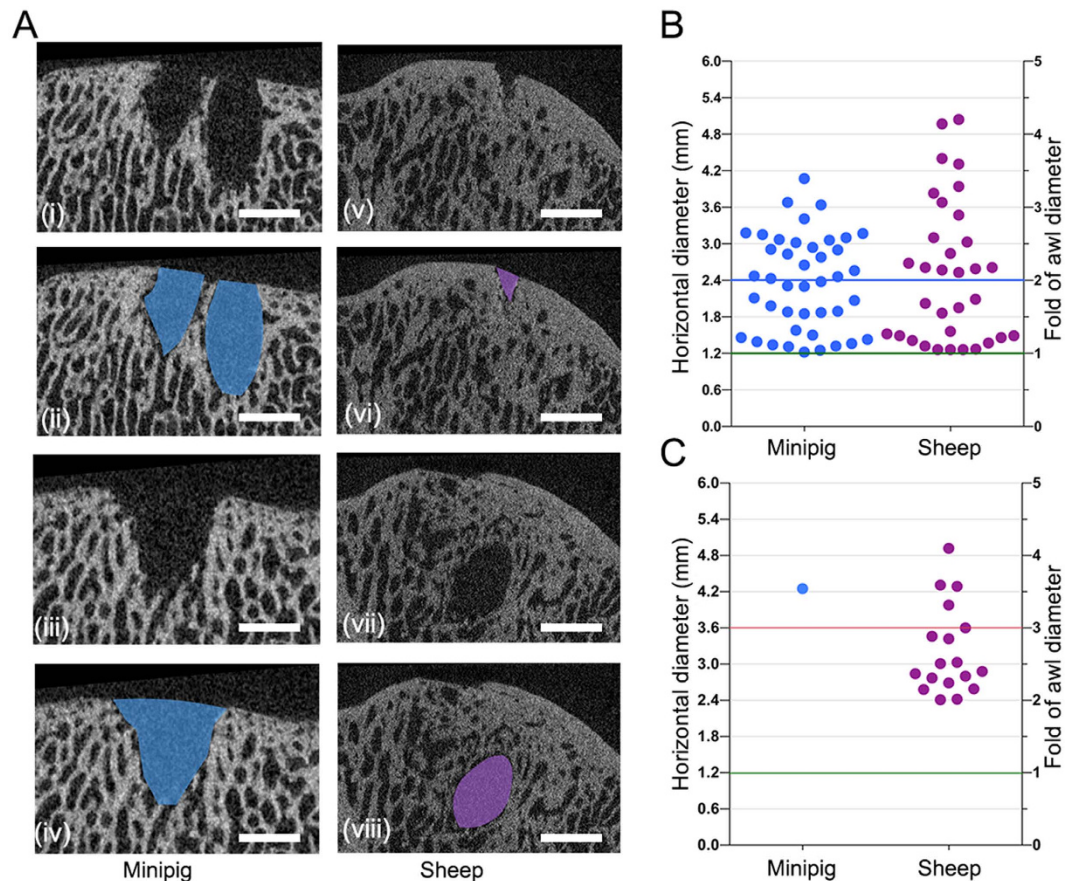 A
(i)
(v)
(ii)
(vi)
(iii)
(vii)
(iv)
(viii)
Minipig
Sheep
B
Horizontal diameter (mm)
6.0
5.4
4.8
4.2
3.6
3.0
2.4
1.8
1.2
0.6
0.0
Minipig
Sheep
5
4
3
2
1
0
Fold of awl diameter
C
Horizontal diameter (mm)
6.0
5.4
4.8
4.2
3.6
3.0
2.4
1.8
1.2
0.6
0.0
Minipig
Sheep
5
4
3
2
1
0
Fold of awl diameter